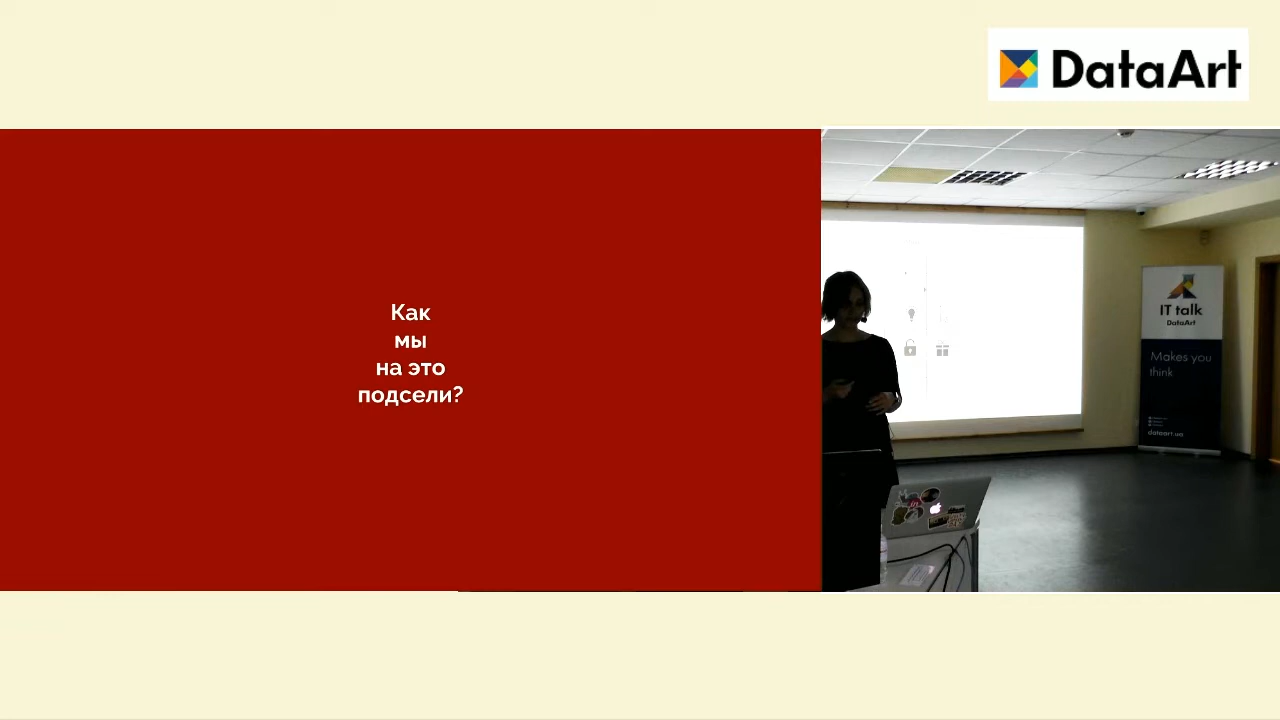 DataArt
Как
мы
на это
подсели?
IT talk
DataArt
Makes you
think
dataart.ua